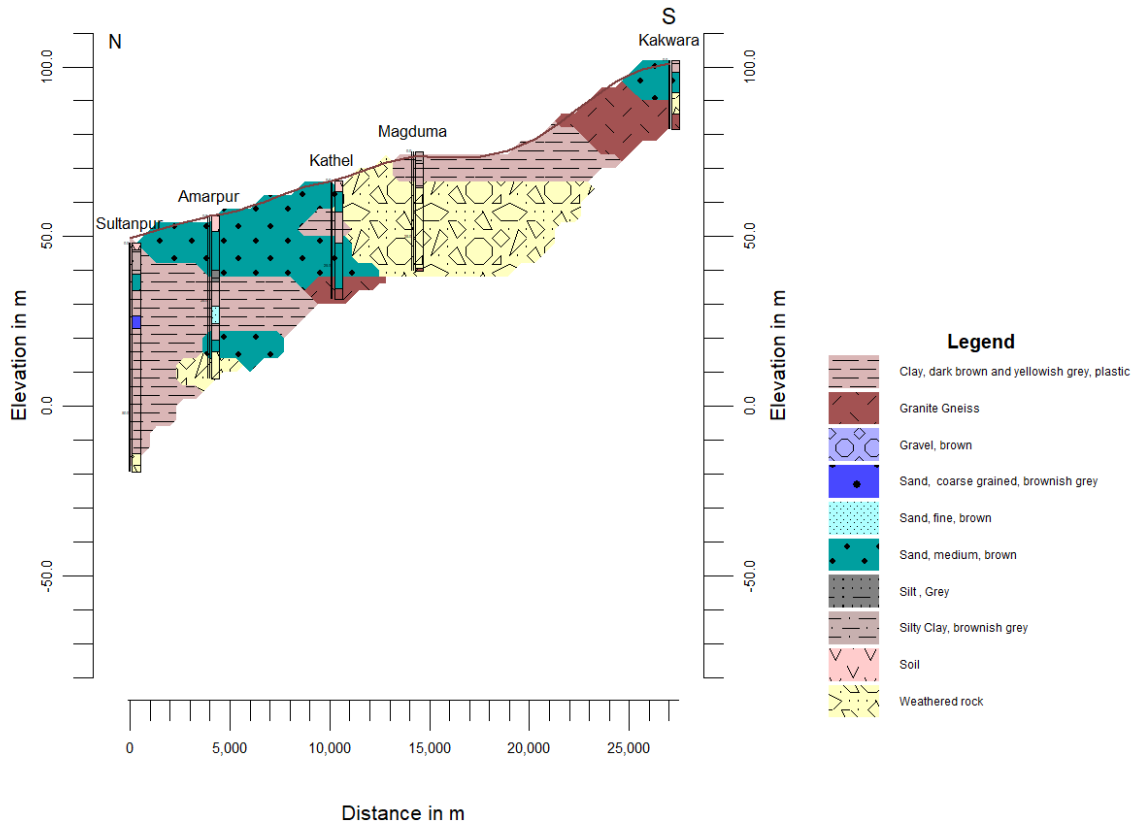 S
N
Kakwara
Magduma
Kathel
Amarpur
Sultanpur
Elevation in m
100.0
50.0
0.0
-50.0
Elevation in m
100.0
50.0
0.0
-50.0
Legend
Clay, dark brown and yellowish grey, plastic
Granite Gneiss
Gravel, brown
Sand, coarse grained, brownish grey
Sand, fine, brown
Sand, medium, brown
Silt , Grey
Silty Clay, brownish grey
Soil
Weathered rock
0 5,000 10,000 15,000 20,000 25,000
Distance in m